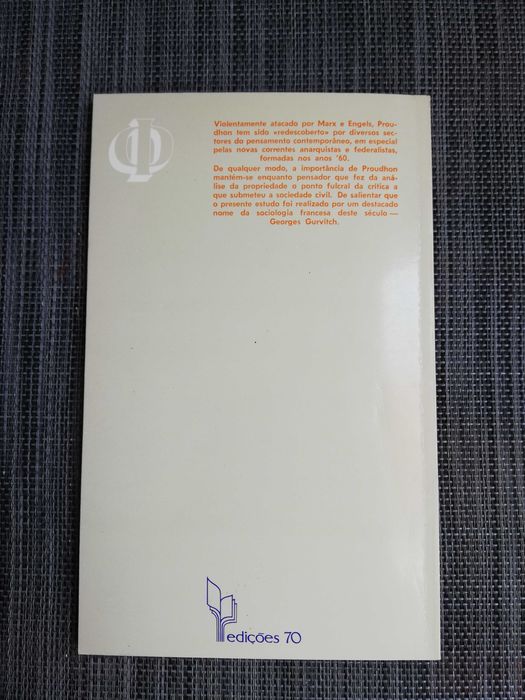 Violentamente atacado por Marx e Engels, Prou-
dhon tem sido «redescoberto» por diversos sec-
tores do pensamento contemporâneo, em especial
pelas novas correntes anarquistas e federalistas,
formadas nos anos '60.
De qualquer modo, a importância de Proudhon
mantém-se enquanto pensador que fez da aná-
lise da propriedade o ponto fulcral da crítica a
que submeteu a sociedade civil. De salientar que
o presente estudo foi realizado por um destacado
nome da sociologia francesa deste século —
Georges Gurvitch.
edições 70